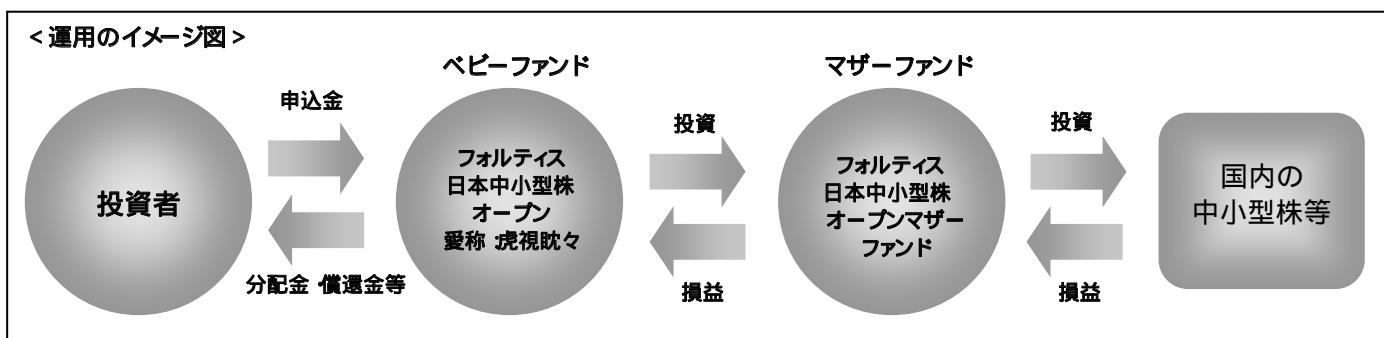 <運用のイメージ図>
ベビーファンド
マザーファンド
申込金
投資
投資
投資者
フォルティス
日本中小型株
オープン
愛称:虎視眈々
フォルティス
日本中小型株
オープンマザー
ファンド
国内の
中小型株等
分配金・償還金等
損益
損益